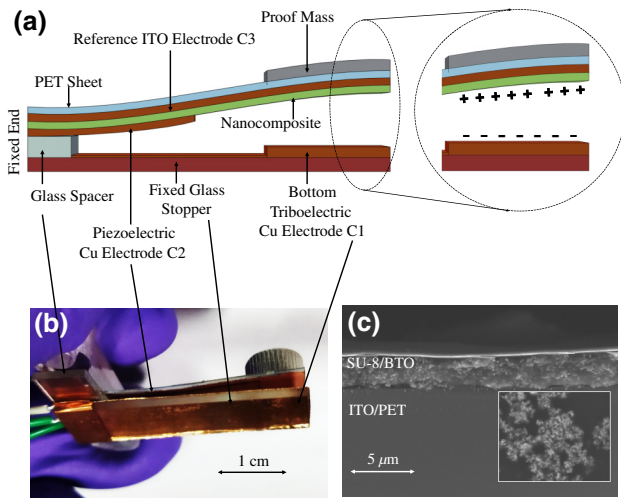 (a)
Proof Mass
Reference ITO Electrode C3
PET Sheet
Nanocomposite
Fixed End
Glass Spacer
Fixed Glass
Stopper
Bottom
Triboelectric
Cu Electrode C1
Piezoelectric
Cu Electrode C2
+ + + + + + + +
- - - - - - -
(b)
1 cm
(c)
SU-8/BTO
ITO/PET
5 μm